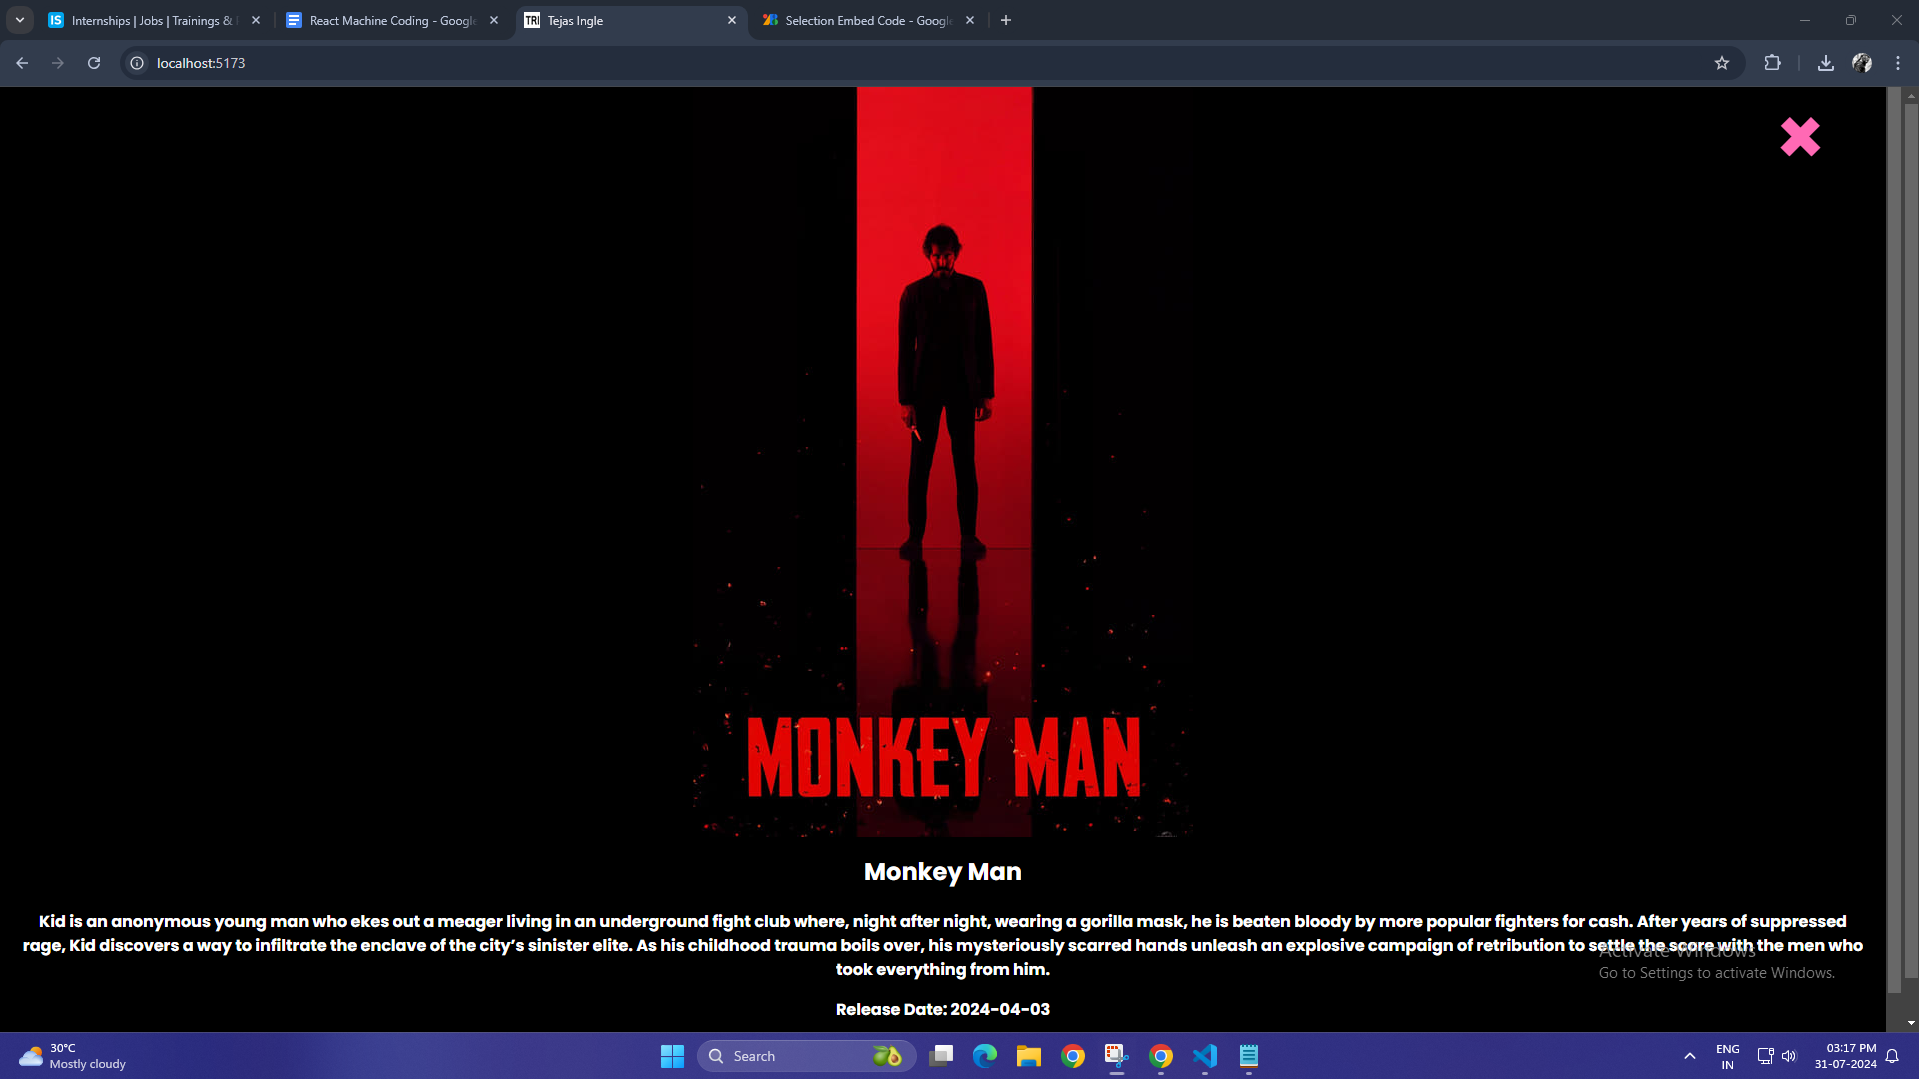 Internships | Jobs | Trainings &
React Machine Coding - Google
Tejas Ingle
Selection Embed Code - Google
localhost:5173
MONKEY MAN
Monkey Man
Kid is an anonymous young man who ekes out a meager living in an underground fight club where, night after night, wearing a gorilla mask, he is beaten bloody by more popular fighters for cash. After years of suppressed
rage, Kid discovers a way to infiltrate the enclave of the city’s sinister elite. As his childhood trauma boils over, his mysteriously scarred hands unleash an explosive campaign of retribution to settle the score with the men who
took everything from him.
Activate Windows
Go to Settings to activate Windows.
Release Date: 2024-04-03
30°C
Mostly cloudy
Search
ENG
IN
03:17 PM
31-07-2024